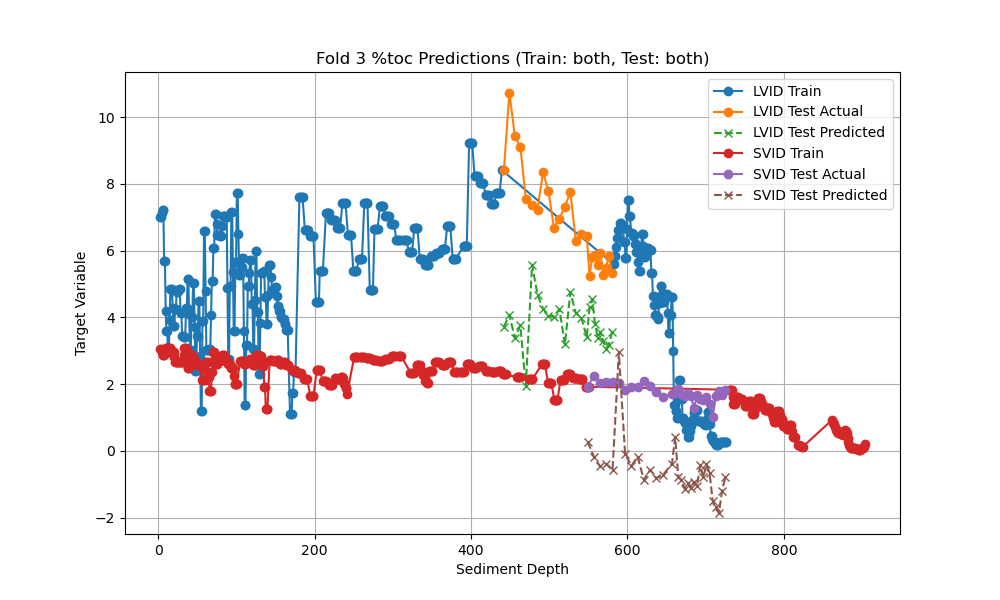 Fold 3 %toc Predictions (Train: both, Test: both)
LVID Train
LVID Test Actual
LVID Test Predicted
SVID Train
SVID Test Actual
SVID Test Predicted
Target Variable
10
8
6
4
2
0
−2
0 200 400 600 800
Sediment Depth